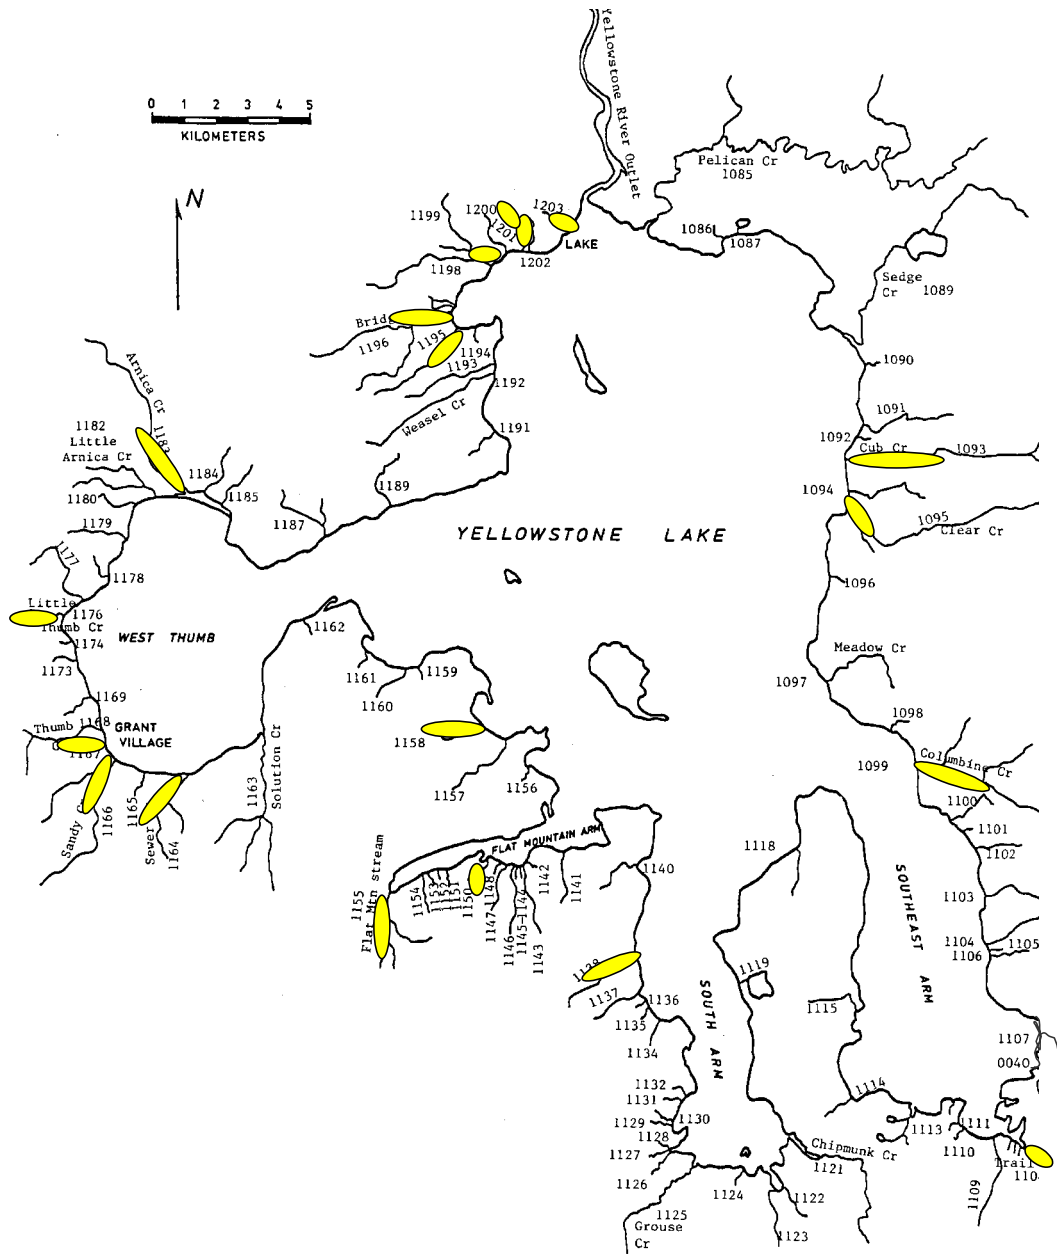 Yellowstone River Outlet
0 1 2 3 4 5
KILOMETERS
N
Pelican Cr
1085
1086
1087
Sedge
Cr 1089
1090
1091
1092
Cub Cr 1093
1094
1095
Clear Cr
1096
Meadow Cr
1097
1098
1099
Columbine Cr
1100
1101
1102
1103
1104
1105
1106
1107
0040
1109
1110
1111
1113
1114
1115
Trail
SOUTHEAST ARM
1118
1119
Chipmunk Cr
1121
1122
1123
1124
1125
Grouse
Cr
1126
1127
1128
1129
1130
1131
1132
1134
1135
1136
1137
1138
SOUTH ARM
1140
1141
1142
1143
1144
1145
1146
1147
1148
1150
1151
1152
1153
1154
1155
Flat Mtn stream
FLAT MOUNTAIN ARM
1156
1157
1158
1159
1160
1161
1162
1163
Solution Cr
1164
Sewer
1165
1166
Sandy
1167
1168
Thumb
GRANT
VILLAGE
1169
1173
1174
1176
Little
Thumb Cr
WEST THUMB
1177
1178
1179
1180
1182
Little
Arnica Cr
Arnica Cr
1183
1184
1185
1187
1189
1191
1192
Weasel Cr
1193
1194
1195
1196
1198
1199
1200
1201
1202
1203
LAKE
YELLOWSTONE LAKE